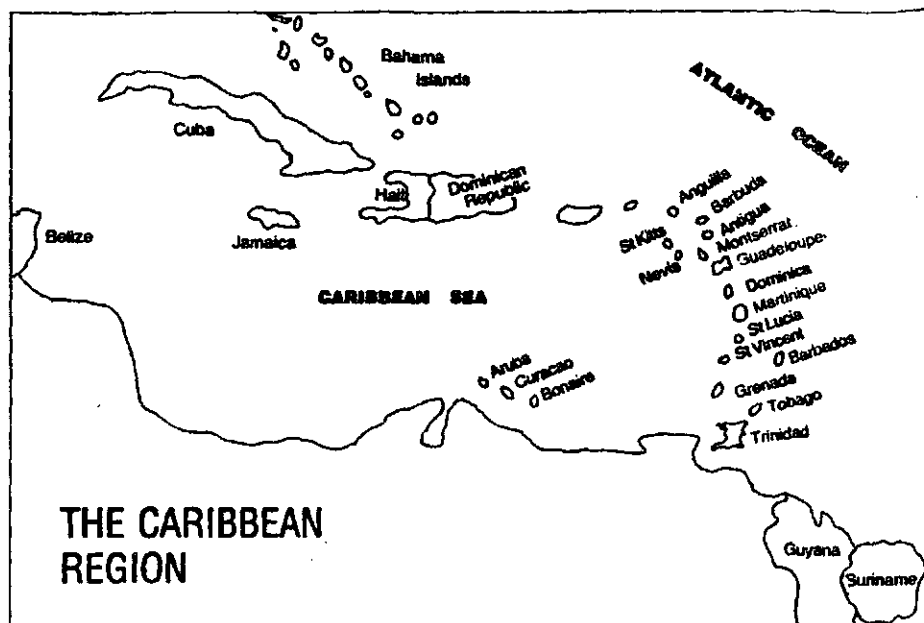 Bahama
Islands
ATLANTIC OCEAN
Cuba
Haiti
Dominican
Republic
Anguilla
Barbuda
St Kitts
Antigua
Belize
Jamaica
Montserrat
Nevis
Guadeloupe
Dominica
CARIBBEAN SEA
Martinique
St Lucia
St Vincent
Barbados
Aruba
Curacao
Bonaire
Grenada
Tobago
Trinidad
THE CARIBBEAN
REGION
Guyana
Suriname